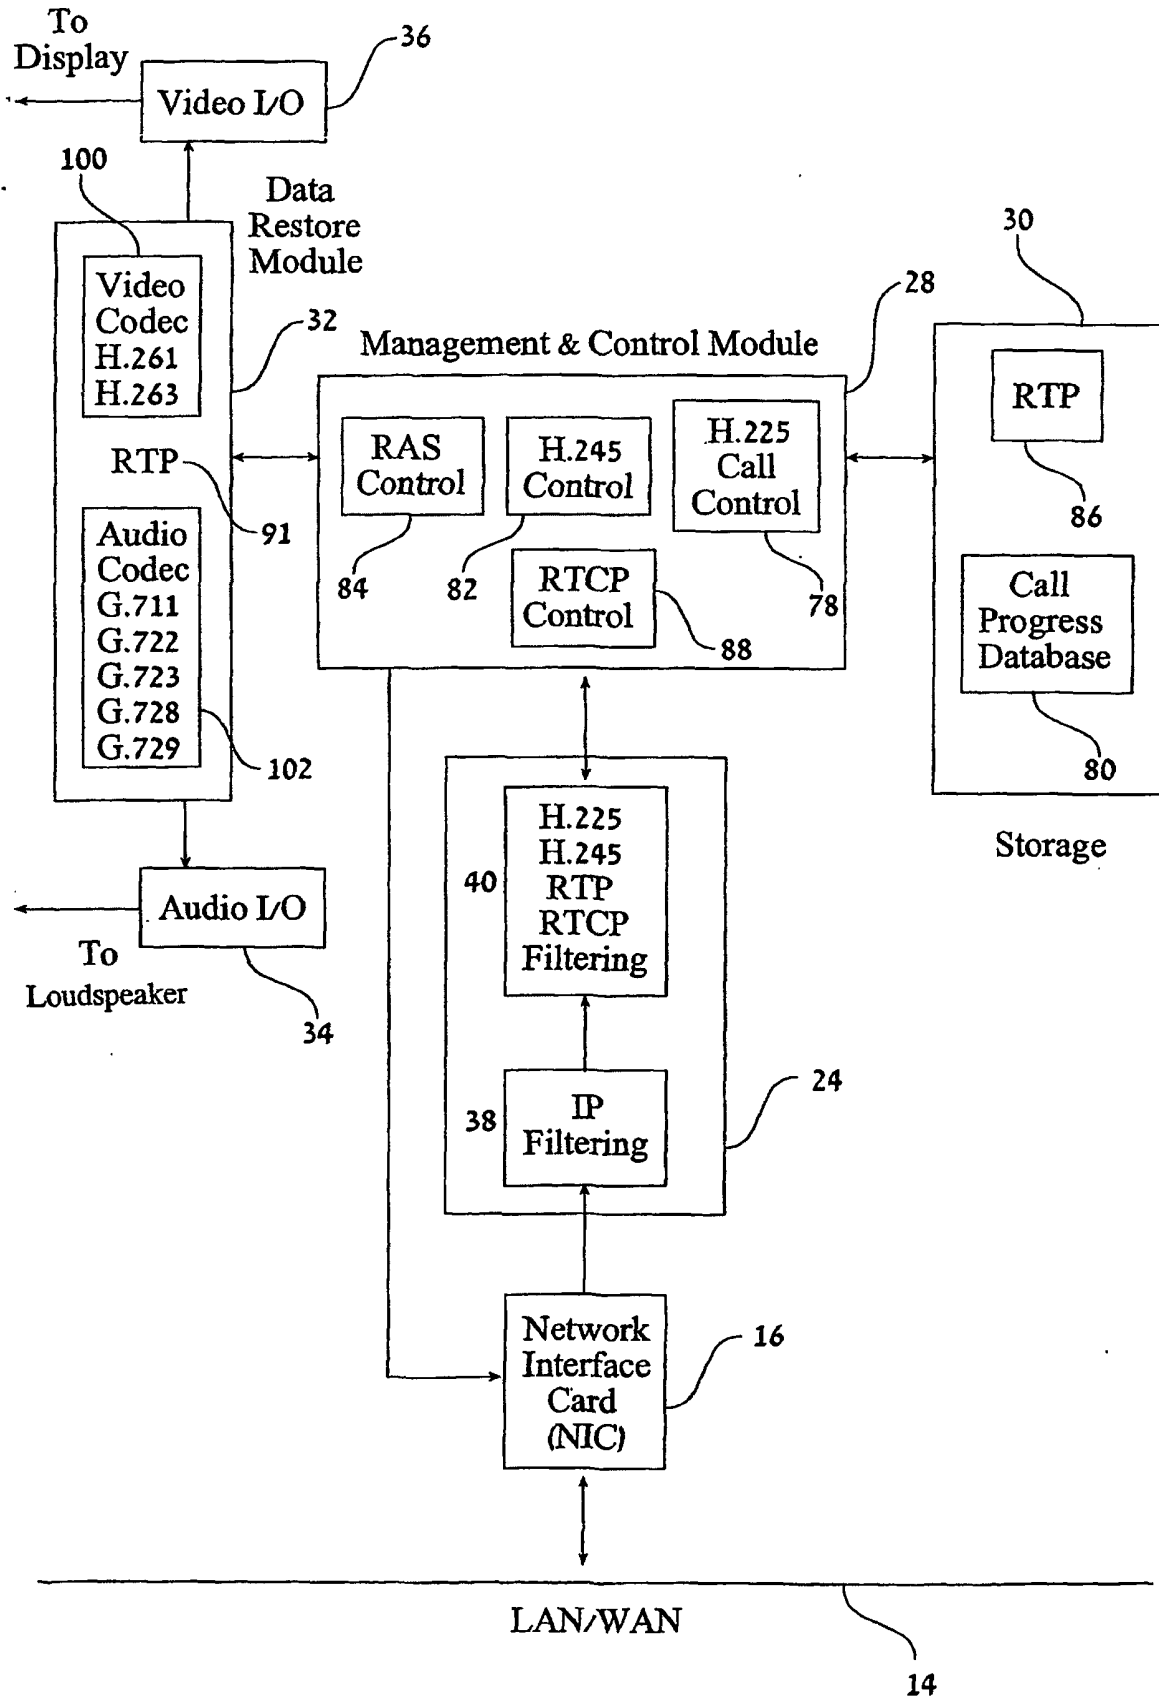 To
Display
Video I/O
36
100
Data
Restore
Module
Video
Codec
H.261
H.263
32
RTP
91
Audio
Codec
G.711
G.722
G.723
G.728
G.729
102
Audio I/O
To
Loudspeaker
34
Management & Control Module
28
RAS
Control
84
H.245
Control
82
H.225
Call
Control
78
RTCP
Control
88
30
RTP
86
Call
Progress
Database
80
Storage
40
H.225
H.245
RTP
RTCP
Filtering
38
IP
Filtering
24
Network
Interface
Card
(NIC)
16
LAN/WAN
14